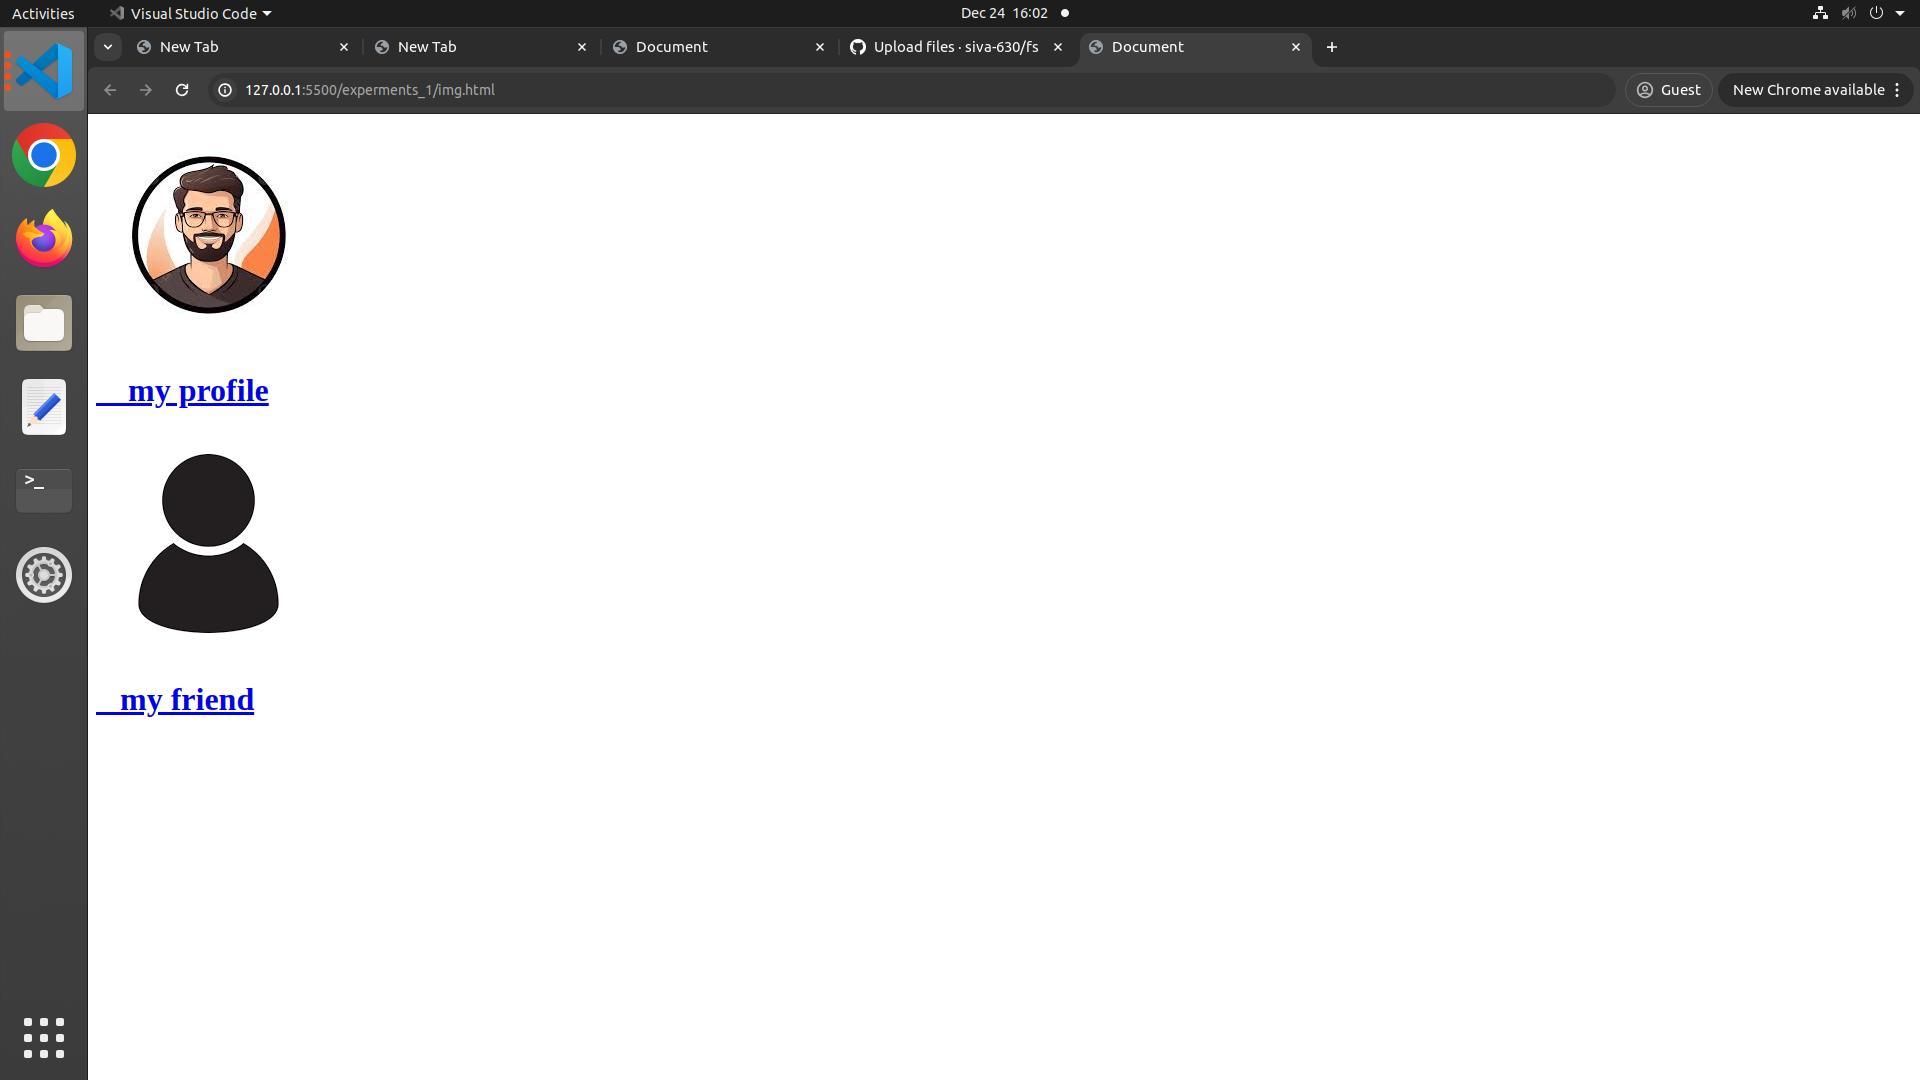 Activities
Visual Studio Code
Dec 24 16:02
New Tab
New Tab
Document
Upload files · siva-630/fs
Document
127.0.0.1:5500/experments_1/img.html
Guest
New Chrome available
>_
my profile
my friend